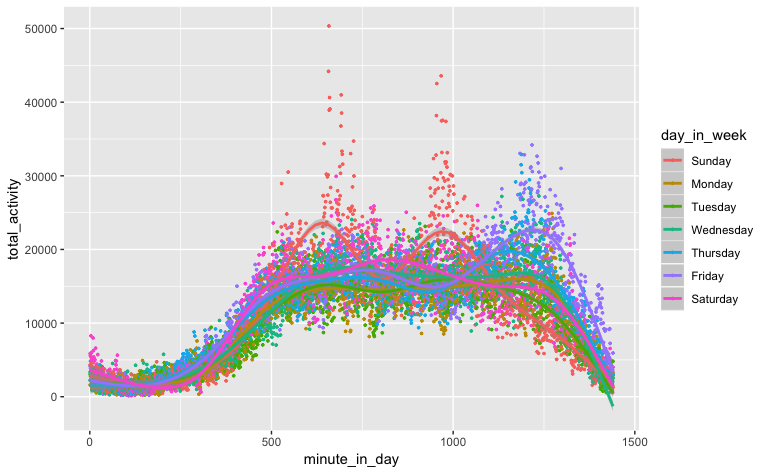 50000
40000
30000
20000
10000
0
total_activity
0
500
1000
1500
minute_in_day
day_in_week
Sunday
Monday
Tuesday
Wednesday
Thursday
Friday
Saturday